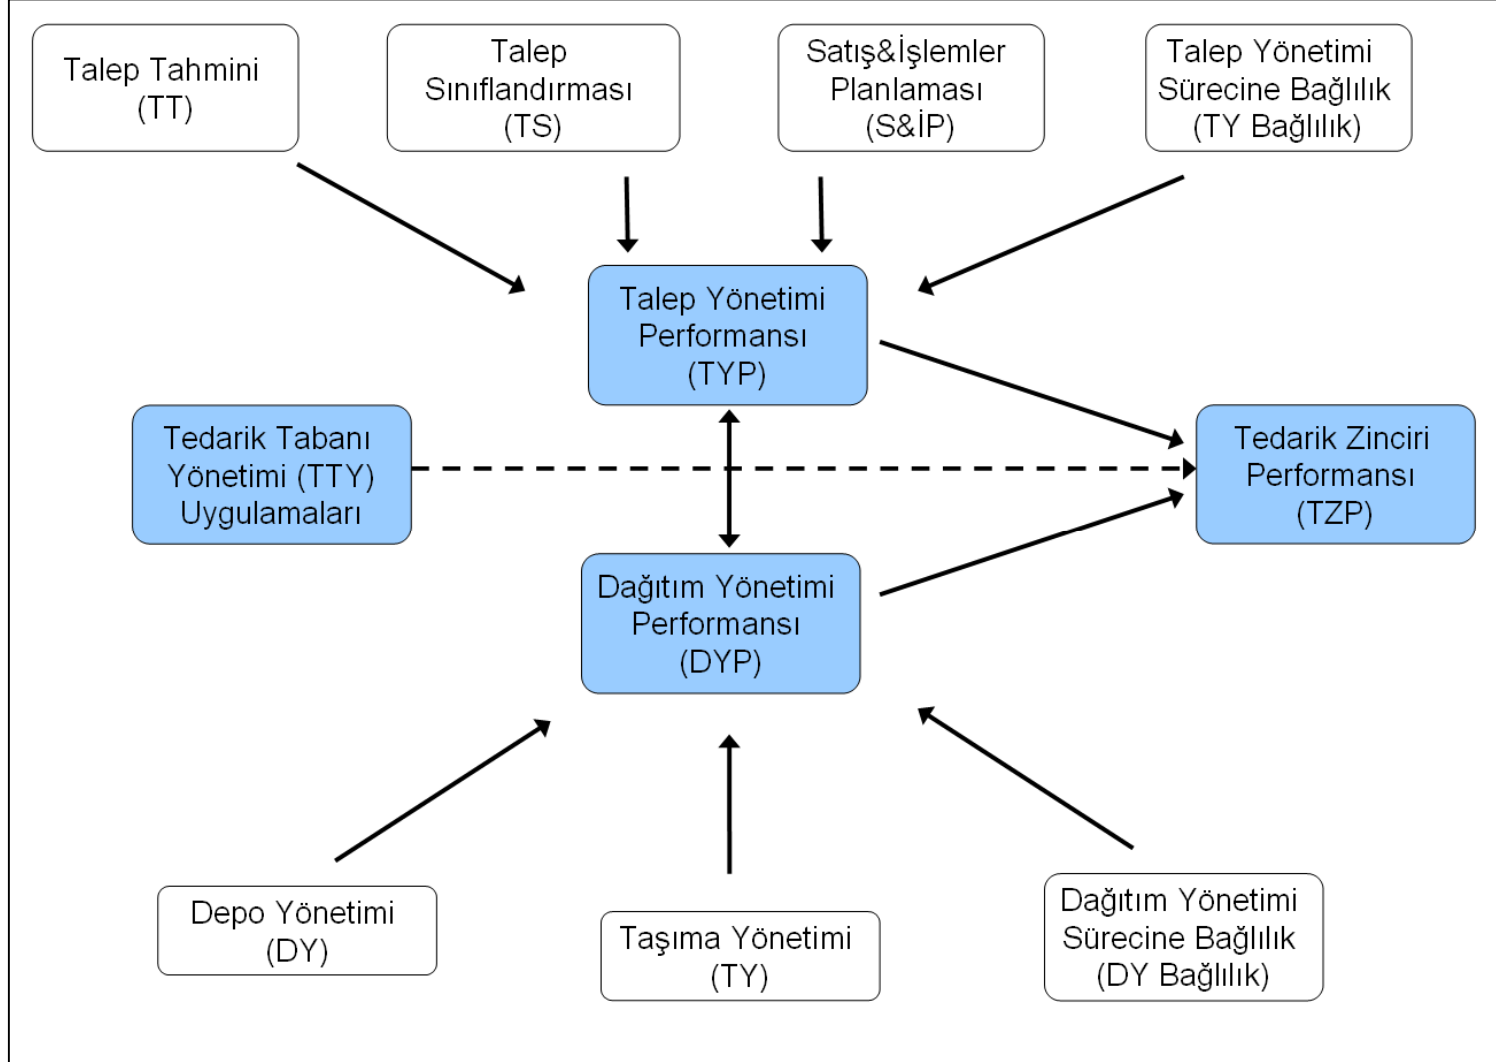 Talep Tahmini
(TT)
Talep
Sınıflandırması
(TS)
Satış&İşlemler
Planlaması
(S&İP)
Talep Yönetimi
Sürecine Bağlılık
(TY Bağlılık)
Talep Yönetimi
Performansı
(TYP)
Tedarik Tabanı
Yönetimi (TTY)
Uygulamaları
Tedarik Zinciri
Performansı
(TZP)
Dağıtım Yönetimi
Performansı
(DYP)
Depo Yönetimi
(DY)
Taşıma Yönetimi
(TY)
Dağıtım Yönetimi
Sürecine Bağlılık
(DY Bağlılık)